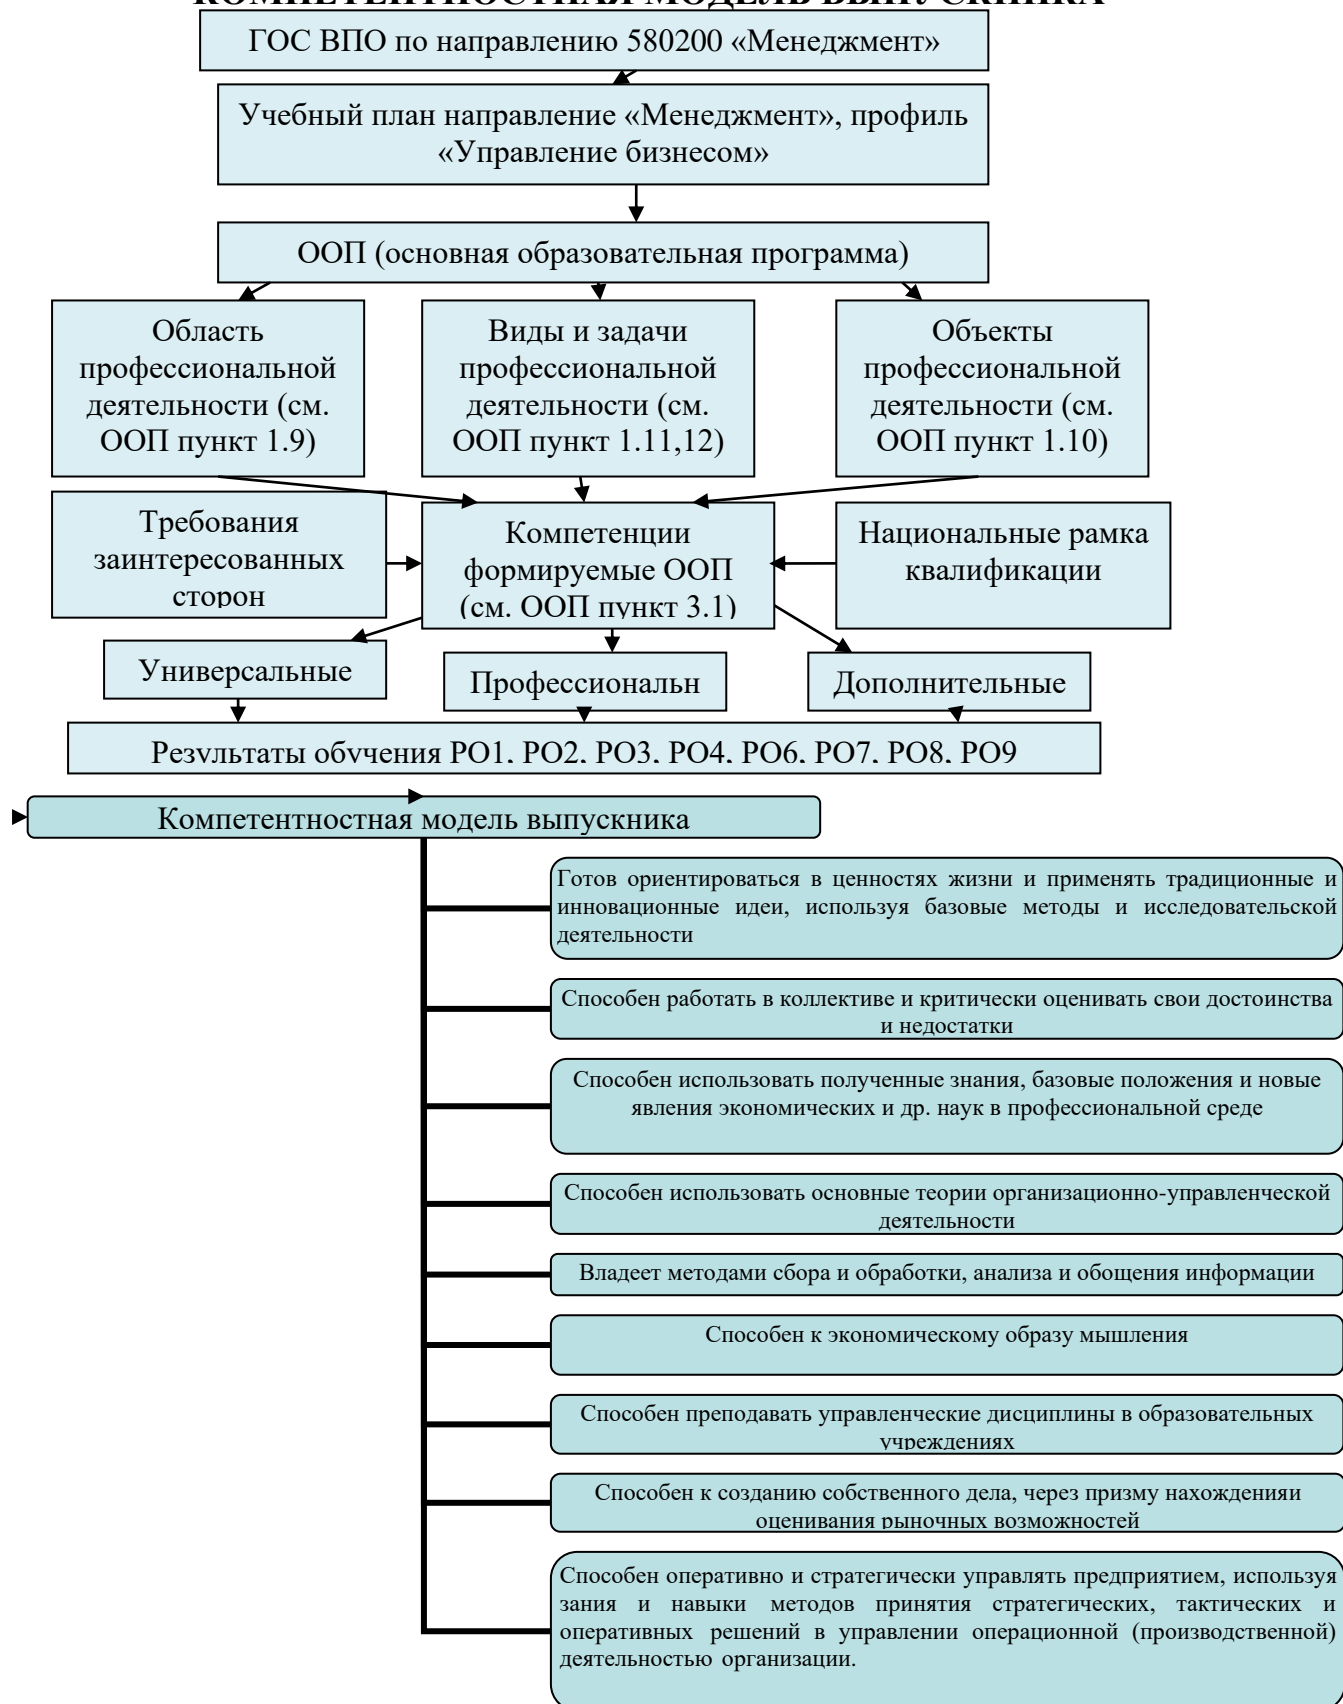 КОМПЕТЕНТНОСТНАЯ МОДЕЛЬ ВЫПУСКНИКА
ГОС ВПО по направлению 580200 «Менеджмент»
Учебный план направление «Менеджмент», профиль
«Управление бизнесом»
ООП (основная образовательная программа)
Область
профессиональной
деятельности (см.
ООП пункт 1.9)
Виды и задачи
профессиональной
деятельности (см.
ООП пункт 1.11,12)
Объекты
профессиональной
деятельности (см.
ООП пункт 1.10)
Требования
заинтересованных
сторон
Компетенции
формируемые ООП
(см. ООП пункт 3.1)
Национальные рамка
квалификации
Универсальные
Профессиональн
Дополнительные
Результаты обучения РО1, РО2, РО3, РО4, РО6, РО7, РО8, РО9
Компетентностная модель выпускника
Готов ориентироваться в ценностях жизни и применять традиционные и
инновационные идеи, используя базовые методы и исследовательской
деятельности
Способен работать в коллективе и критически оценивать свои достоинства
и недостатки
Способен использовать полученные знания, базовые положения и новые
явления экономических и др. наук в профессиональной среде
Способен использовать основные теории организационно-управленческой
деятельности
Владеет методами сбора и обработки, анализа и обощения информации
Способен к экономическому образу мышления
Способен преподавать управленческие дисциплины в образовательных
учреждениях
Способен к созданию собственного дела, через призму нахожденияи
оценивания рыночных возможностей
Способен оперативно и стратегически управлять предприятием, используя
зания и навыки методов принятия стратегических, тактических и
оперативных решений в управлении операционной (производственной)
деятельностью организации.